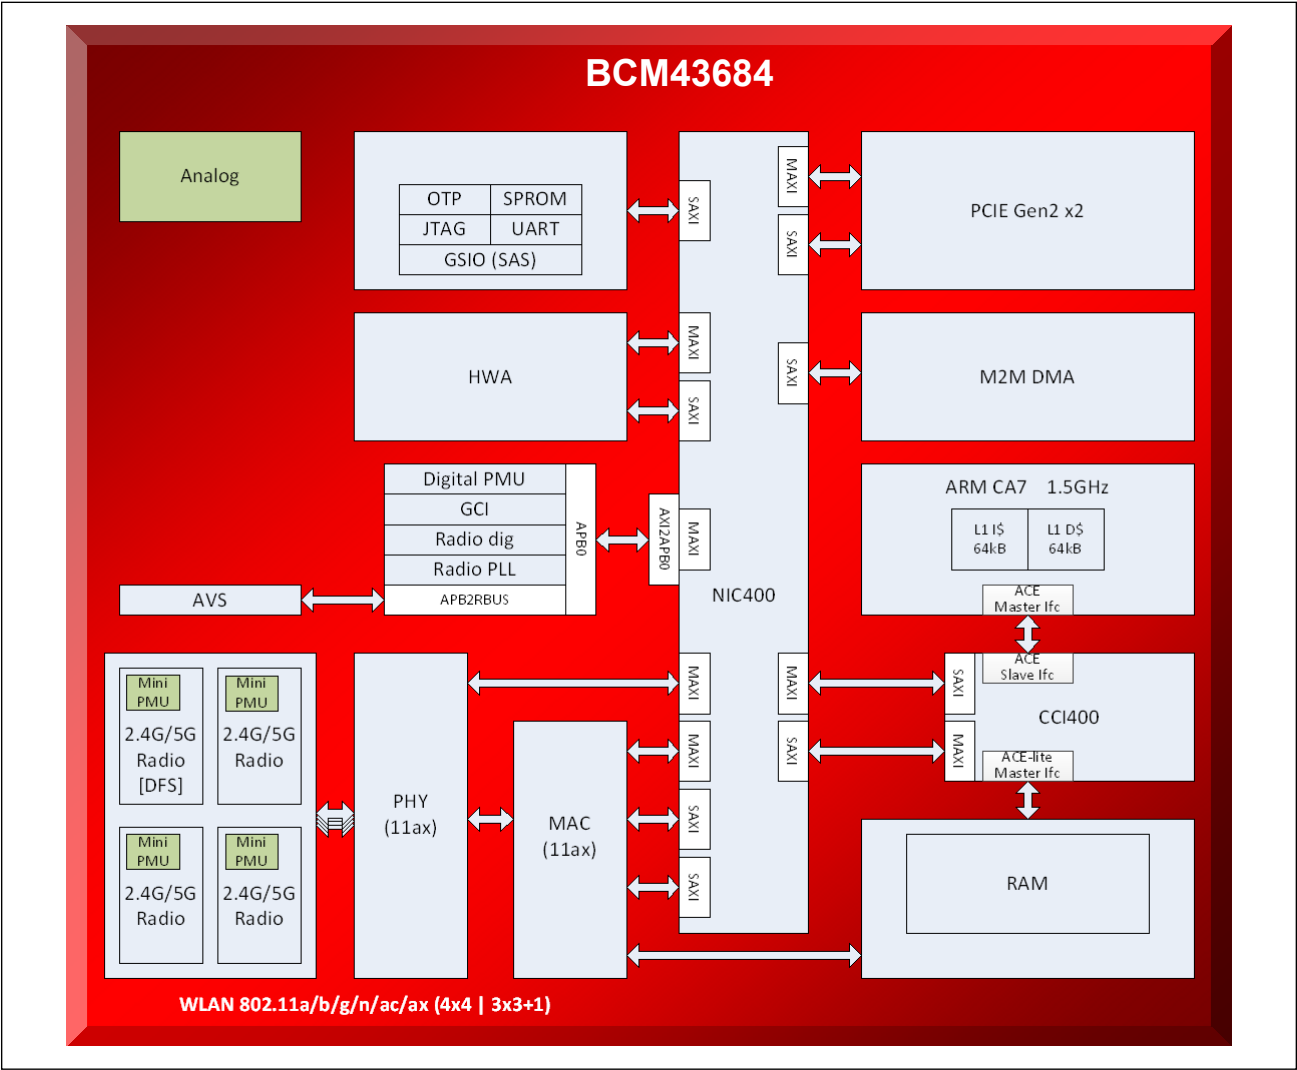 BCM43684
Analog
OTP
SPROM
JTAG
UART
GSIO (SAS)
SAXI
MAXI
SAXI
PCIE Gen2 x2
HWA
MAXI
SAXI
SAXI
M2M DMA
Digital PMU
GCI
Radio dig
Radio PLL
APB2RBUS
APB0
AXI2APB0
MAXI
NIC400
AVS
ARM CA7 1.5GHz
L1 I$
64kB
L1 D$
64kB
ACE
Master Ifc
ACE
Slave Ifc
SAXI
MAXI
CCI400
ACE-lite
Master Ifc
MAXI
MAXI
SAXI
SAXI
MAXI
SAXI
Mini
PMU
2.4G/5G
Radio
[DFS]
Mini
PMU
2.4G/5G
Radio
Mini
PMU
2.4G/5G
Radio
Mini
PMU
2.4G/5G
Radio
PHY
(11ax)
MAC
(11ax)
RAM
WLAN 802.11a/b/g/n/ac/ax (4x4 | 3x3+1)